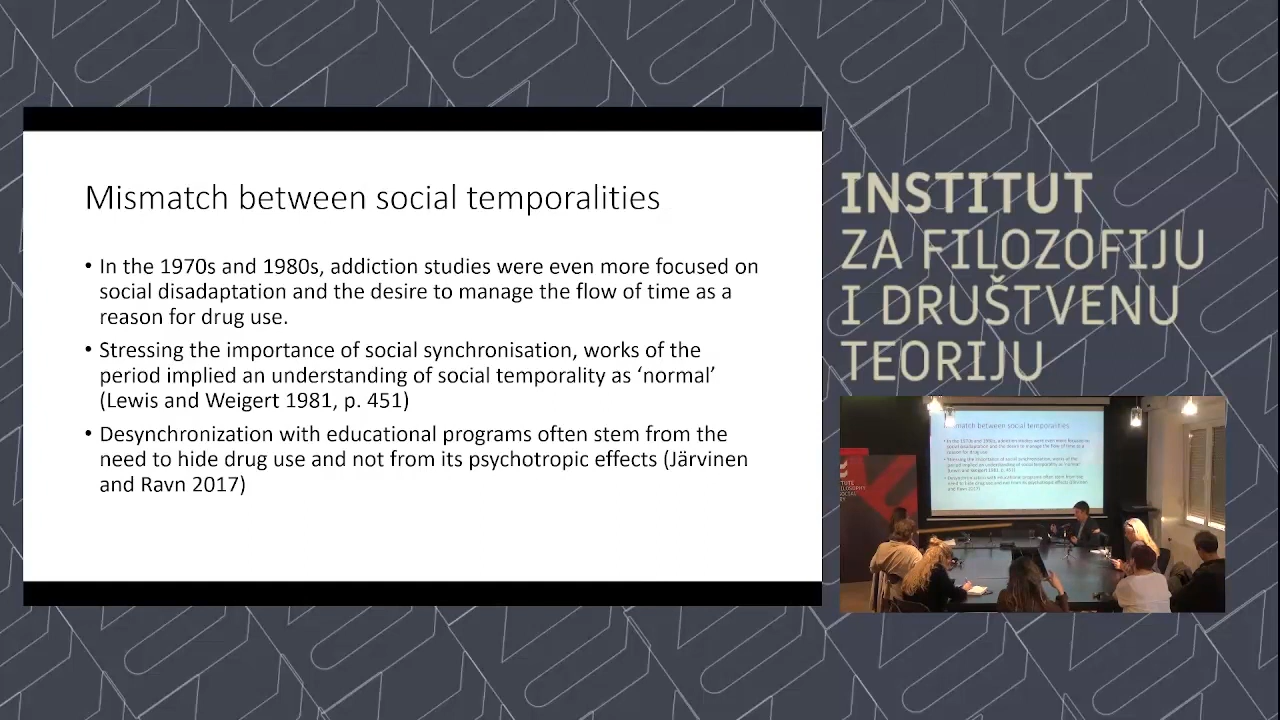 Mismatch between social temporalities
• In the 1970s and 1980s, addiction studies were even more focused on
social disadaptation and the desire to manage the flow of time as a
reason for drug use.
• Stressing the importance of social synchronisation, works of the
period implied an understanding of social temporality as ‘normal’
(Lewis and Weigert 1981, p. 451)
• Desynchronization with educational programs often stem from the
need to hide drug use and not from its psychotropic effects (Järvinen
and Ravn 2017)
INSTITUT
ZA FILOZOFIJU
I DRUŠTVENU
TEORIJU
match between social temporalities